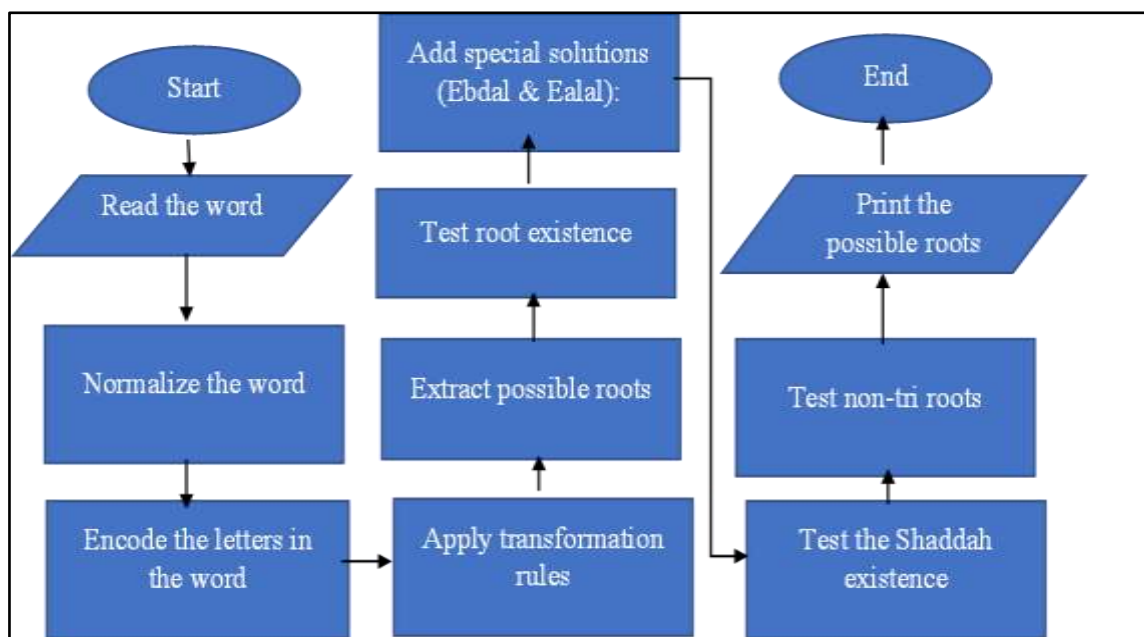 Start
Read the word
Normalize the word
Encode the letters in
the word
Apply transformation
rules
Extract possible roots
Test root existence
Add special solutions
(Ebdal & Ealal):
Test the Shaddah
existence
Test non-tri roots
Print the
possible roots
End